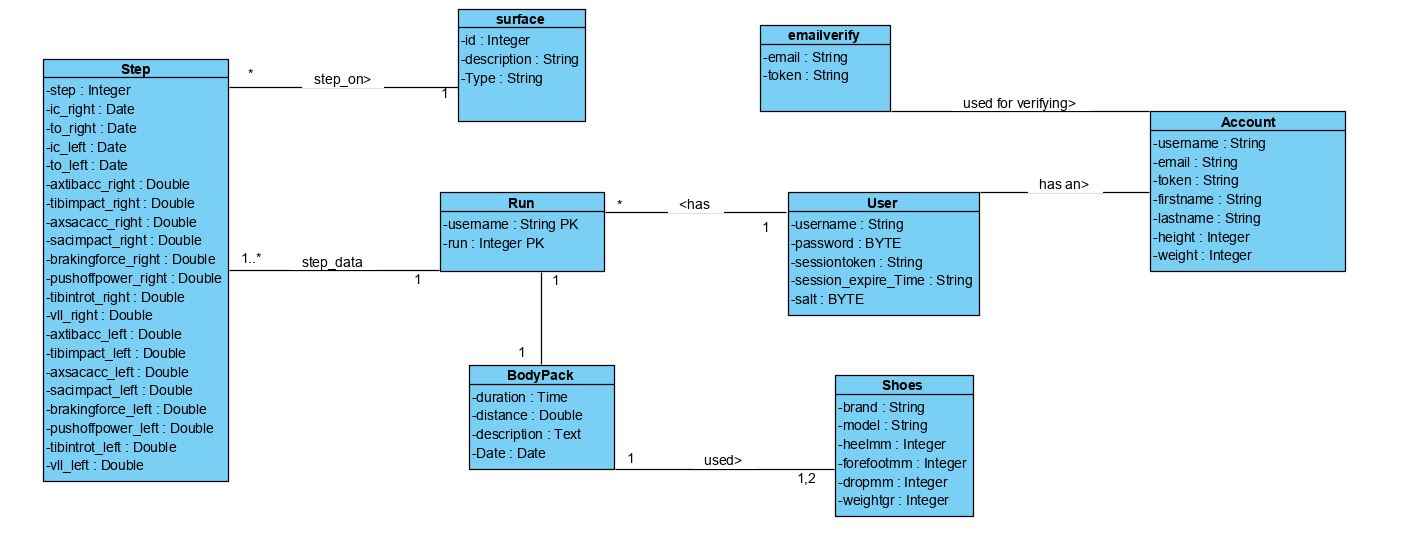 surface
-id : Integer
-description : String
-Type : String
emailverify
-email : String
-token : String
Step
-step : Integer
-ic_right : Date
-to_right : Date
-ic_left : Date
-to_left : Date
-axtibacc_right : Double
-tibimpact_right : Double
-axsacacc_right : Double
-sacimpact_right : Double
-brakingforce_right : Double
-pushoffpower_right : Double
-tibintrot_right : Double
-vll_right : Double
-axtibacc_left : Double
-tibimpact_left : Double
-axsacacc_left : Double
-sacimpact_left : Double
-brakingforce_left : Double
-pushoffpower_left : Double
-tibintrot_left : Double
-vll_left : Double
*
step_on>
1
used for verifying>
Account
-username : String
-email : String
-token : String
-firstname : String
-lastname : String
-height : Integer
-weight : Integer
has an>
Run
-username : String PK
-run : Integer PK
*
<has
1
User
-username : String
-password : BYTE
-sessiontoken : String
-session_expire_Time : String
-salt : BYTE
1..*
step_data
1
1
1
BodyPack
-duration : Time
-distance : Double
-description : Text
-Date : Date
1
used>
1,2
Shoes
-brand : String
-model : String
-heelmm : Integer
-forefootmm : Integer
-dropmm : Integer
-weightgr : Integer